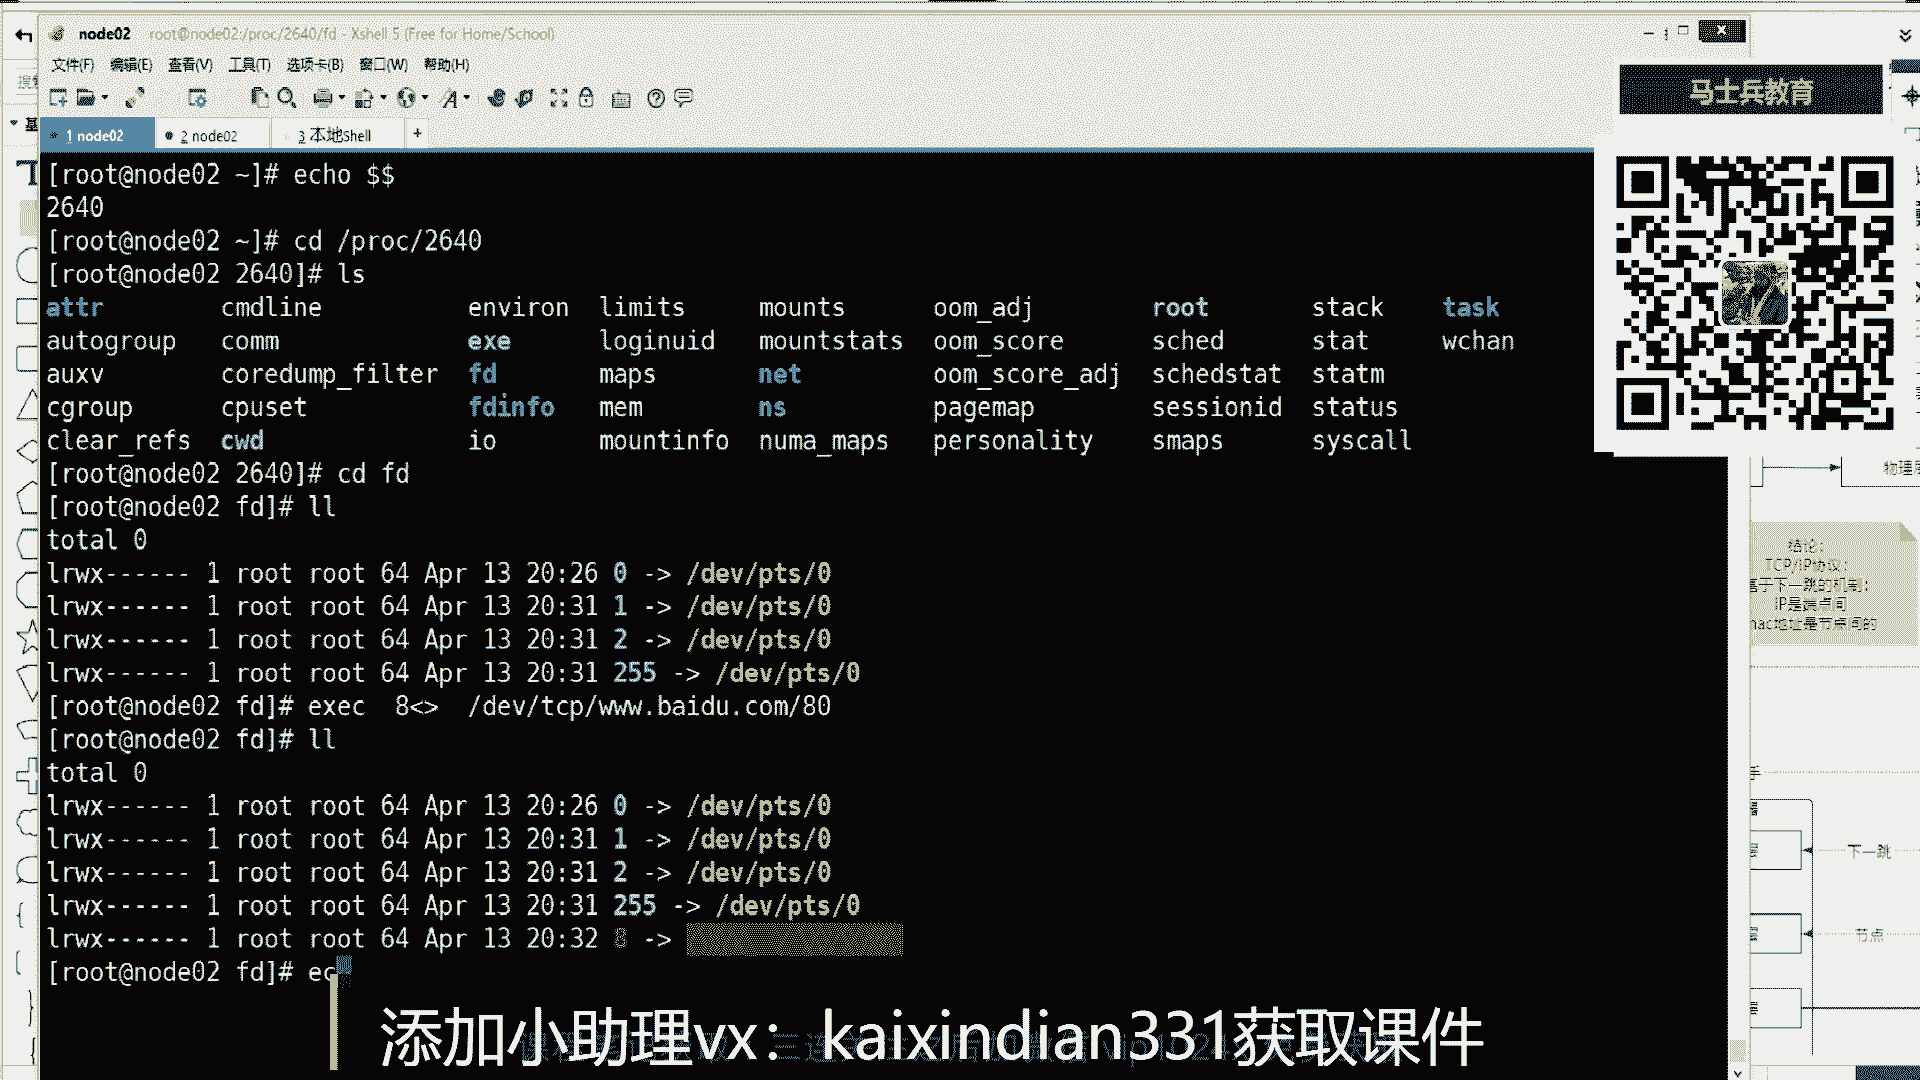 node02 root@node02:/proc/2640/fd - Xshell 5 (Free for Home/School)
文件(F) 编辑(E) 查看(V) 工具(T) 选项卡(B) 窗口(W) 帮助(H)
马士兵教育
1 node02 2 node02 3 本地Shell +
[root@node02 ~]# echo $$
2640
[root@node02 ~]# cd /proc/2640
[root@node02 2640]# ls
attr cmdline environ limits mounts oom_adj root stack task
autogroup comm exe loginuid mountstats oom_score sched stat wchan
auxv coredump_filter fd maps net oom_score_adj schedstat statm
cgroup cpuset fdinfo mem ns pagemap sessionid status
clear_refs cwd io mountinfo numa_maps personality smaps syscall
[root@node02 2640]# cd fd
[root@node02 fd]# ll
total 0
lrwx------ 1 root root 64 Apr 13 20:26 0 -> /dev/pts/0
lrwx------ 1 root root 64 Apr 13 20:31 1 -> /dev/pts/0
lrwx------ 1 root root 64 Apr 13 20:31 2 -> /dev/pts/0
lrwx------ 1 root root 64 Apr 13 20:31 255 -> /dev/pts/0
[root@node02 fd]# exec  8<>  /dev/tcp/www.baidu.com/80
[root@node02 fd]# ll
total 0
lrwx------ 1 root root 64 Apr 13 20:26 0 -> /dev/pts/0
lrwx------ 1 root root 64 Apr 13 20:31 1 -> /dev/pts/0
lrwx------ 1 root root 64 Apr 13 20:31 2 -> /dev/pts/0
lrwx------ 1 root root 64 Apr 13 20:31 255 -> /dev/pts/0
lrwx------ 1 root root 64 Apr 13 20:32 8 ->
[root@node02 fd]# ec
物理
结论：
TCP/IP协议：
基于下一跳的机制：
IP是端点间
mac地址是节点间的
下一跳
节点
添加小助理vx：kaixindian331获取课件